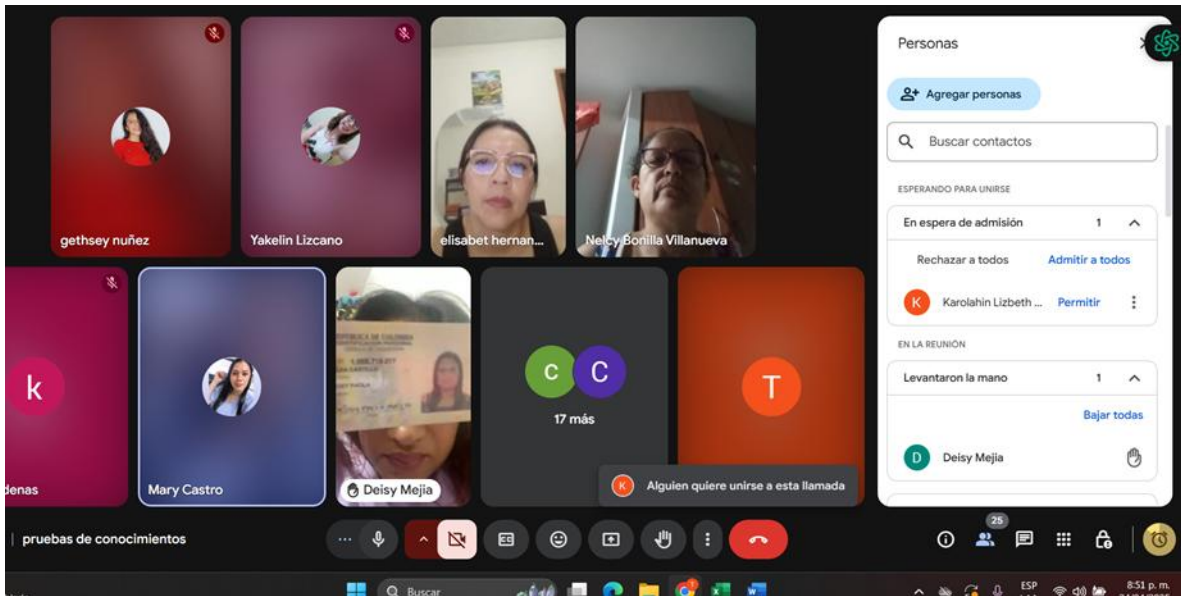 Personas
Agregar personas
Buscar contactos
ESPERANDO PARA UNIRSE
En espera de admisión 1
Rechazar a todos Admitir a todos
K Karolahin Lizbeth ... Permitir
EN LA REUNIÓN
Levantaron la mano 1
Bajar todas
D Deisy Mejia
gethsey nuñez
Yakelin Lizcano
elisabet hernan...
Nelcy Bonilla Villanueva
k
denas
Mary Castro
REPUBLICA DE COLOMBIA
Deisy Mejia
c C
17 más
T
K Alguien quiere unirse a esta llamada
| pruebas de conocimientos
25
Buscar
ESP
8:51 p. m.